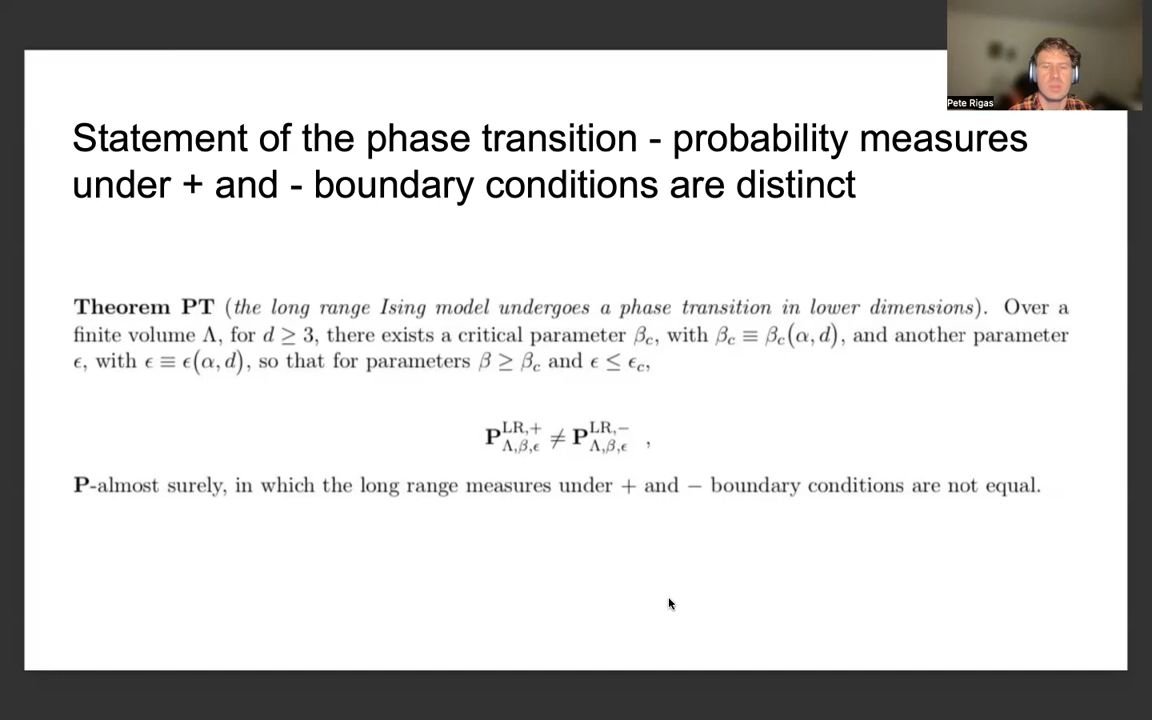 Pete Rigas
Statement of the phase transition - probability measures
under + and - boundary conditions are distinct
Theorem PT (the long range Ising model undergoes a phase transition in lower dimensions). Over a
finite volume Λ, for d ≥ 3, there exists a critical parameter β_c, with β_c ≡ β_c(α, d), and another parameter
ϵ, with ϵ ≡ ϵ(α, d), so that for parameters β ≥ β_c and ϵ ≤ ϵ_c,
P^{LR,+}_{Λ,β,ϵ} ≠ P^{LR,−}_{Λ,β,ϵ} ,
P-almost surely, in which the long range measures under + and − boundary conditions are not equal.